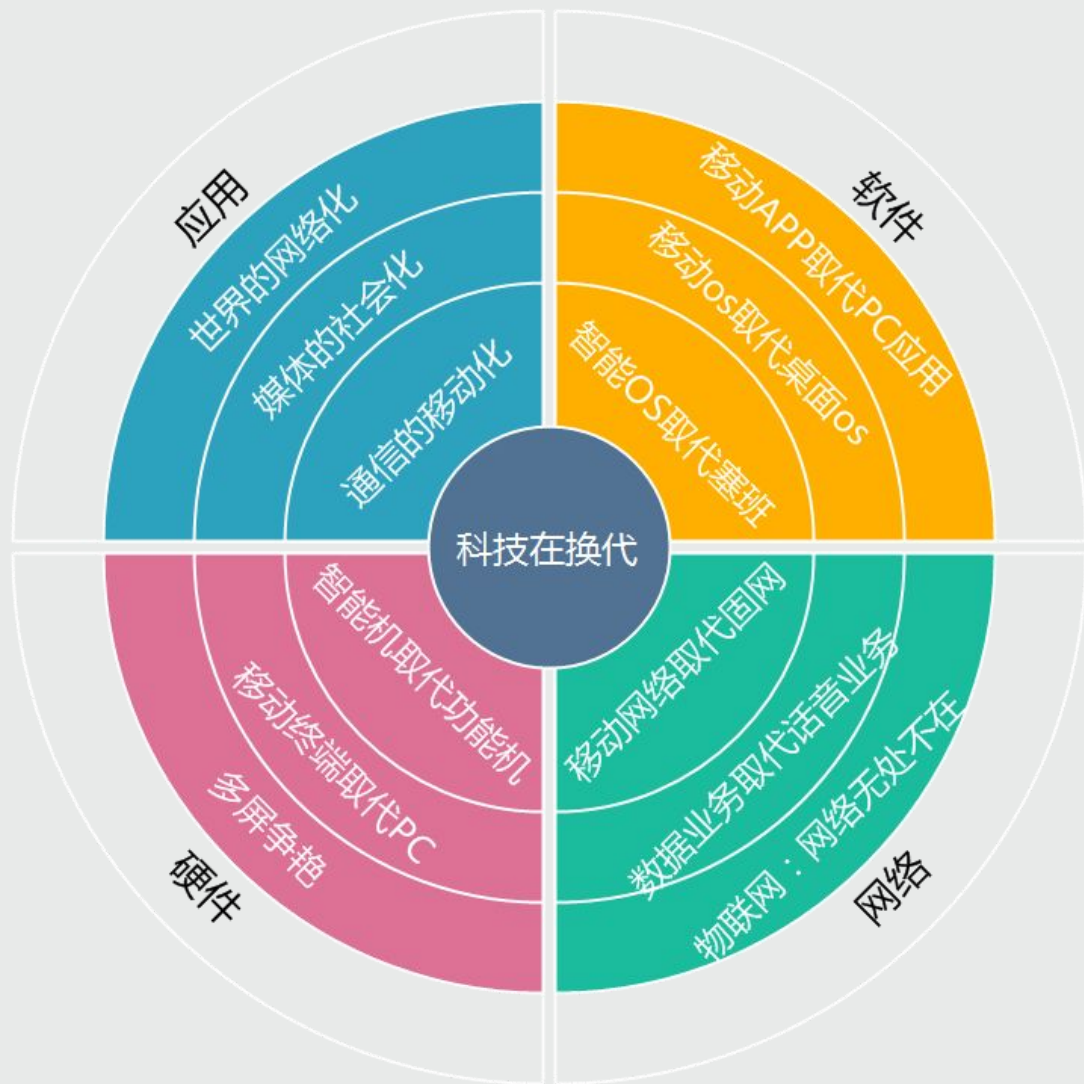 应用
世界的网络化
媒体的社会化
通信的移动化
软件
移动APP取代PC应用
移动os取代桌面os
智能OS取代塞班
科技在换代
硬件
智能机取代功能机
移动终端取代PC
多屏争艳
网络
移动网络取代固网
数据业务取代话音业务
物联网：网络无处不在